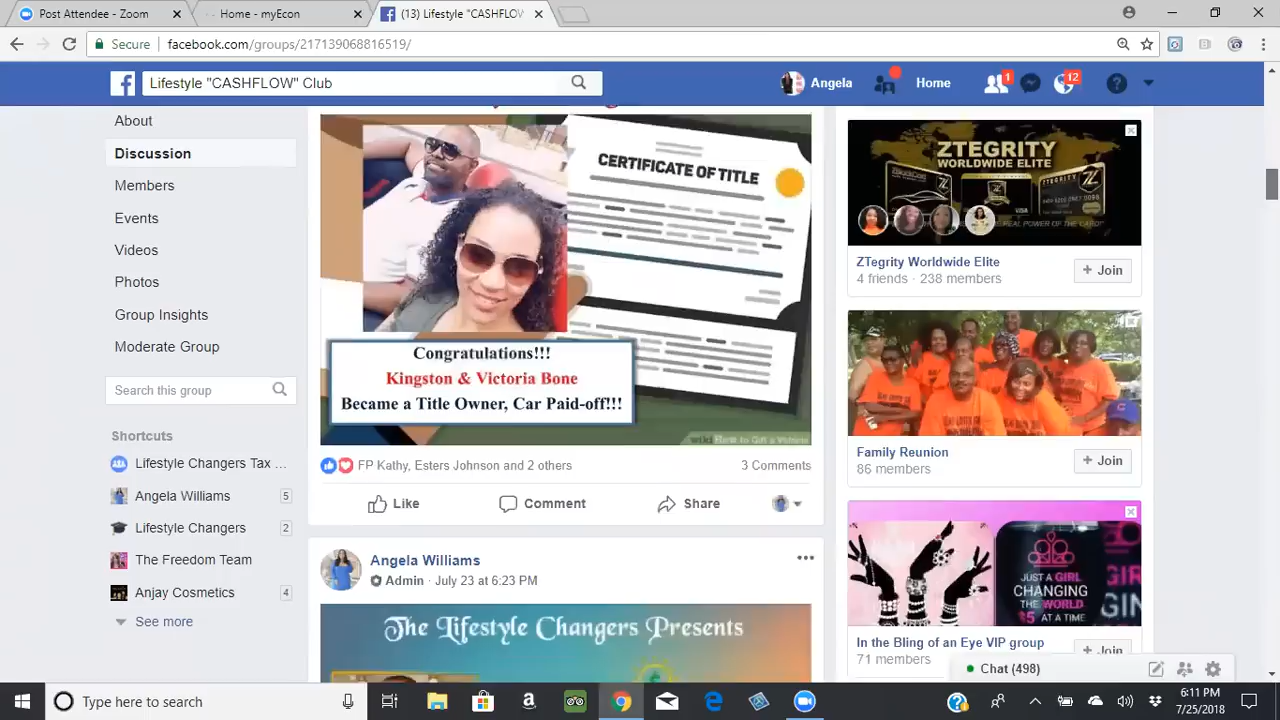 Post Attendee - Zoom
Home - myEcon
(13) Lifestyle "CASHFLOW
Secure
facebook.com/groups/217139068816519/
Lifestyle "CASHFLOW" Club
Angela
Home
1
12
About
Discussion
Members
Events
Videos
Photos
Group Insights
Moderate Group
Search this group
Shortcuts
Lifestyle Changers Tax ...
Angela Williams
5
Lifestyle Changers
2
The Freedom Team
Anjay Cosmetics
4
See more
CERTIFICATE OF TITLE
Congratulations!!!
Kingston & Victoria Bone
Became a Title Owner, Car Paid-off!!!
FP Kathy, Esters Johnson and 2 others
3 Comments
Like
Comment
Share
Angela Williams
Admin · July 23 at 6:23 PM
The Lifestyle Changers Presents
ZTEGRITY
WORLDWIDE ELITE
VISA
ZTegrity Worldwide Elite
4 friends · 238 members
+ Join
Family Reunion
86 members
+ Join
JUST A GIRL
CHANGING
THE WORLD
$5 AT A TIME
In the Bling of an Eye VIP group
71 members
+ Join
Chat (498)
Type here to search
6:11 PM
7/25/2018